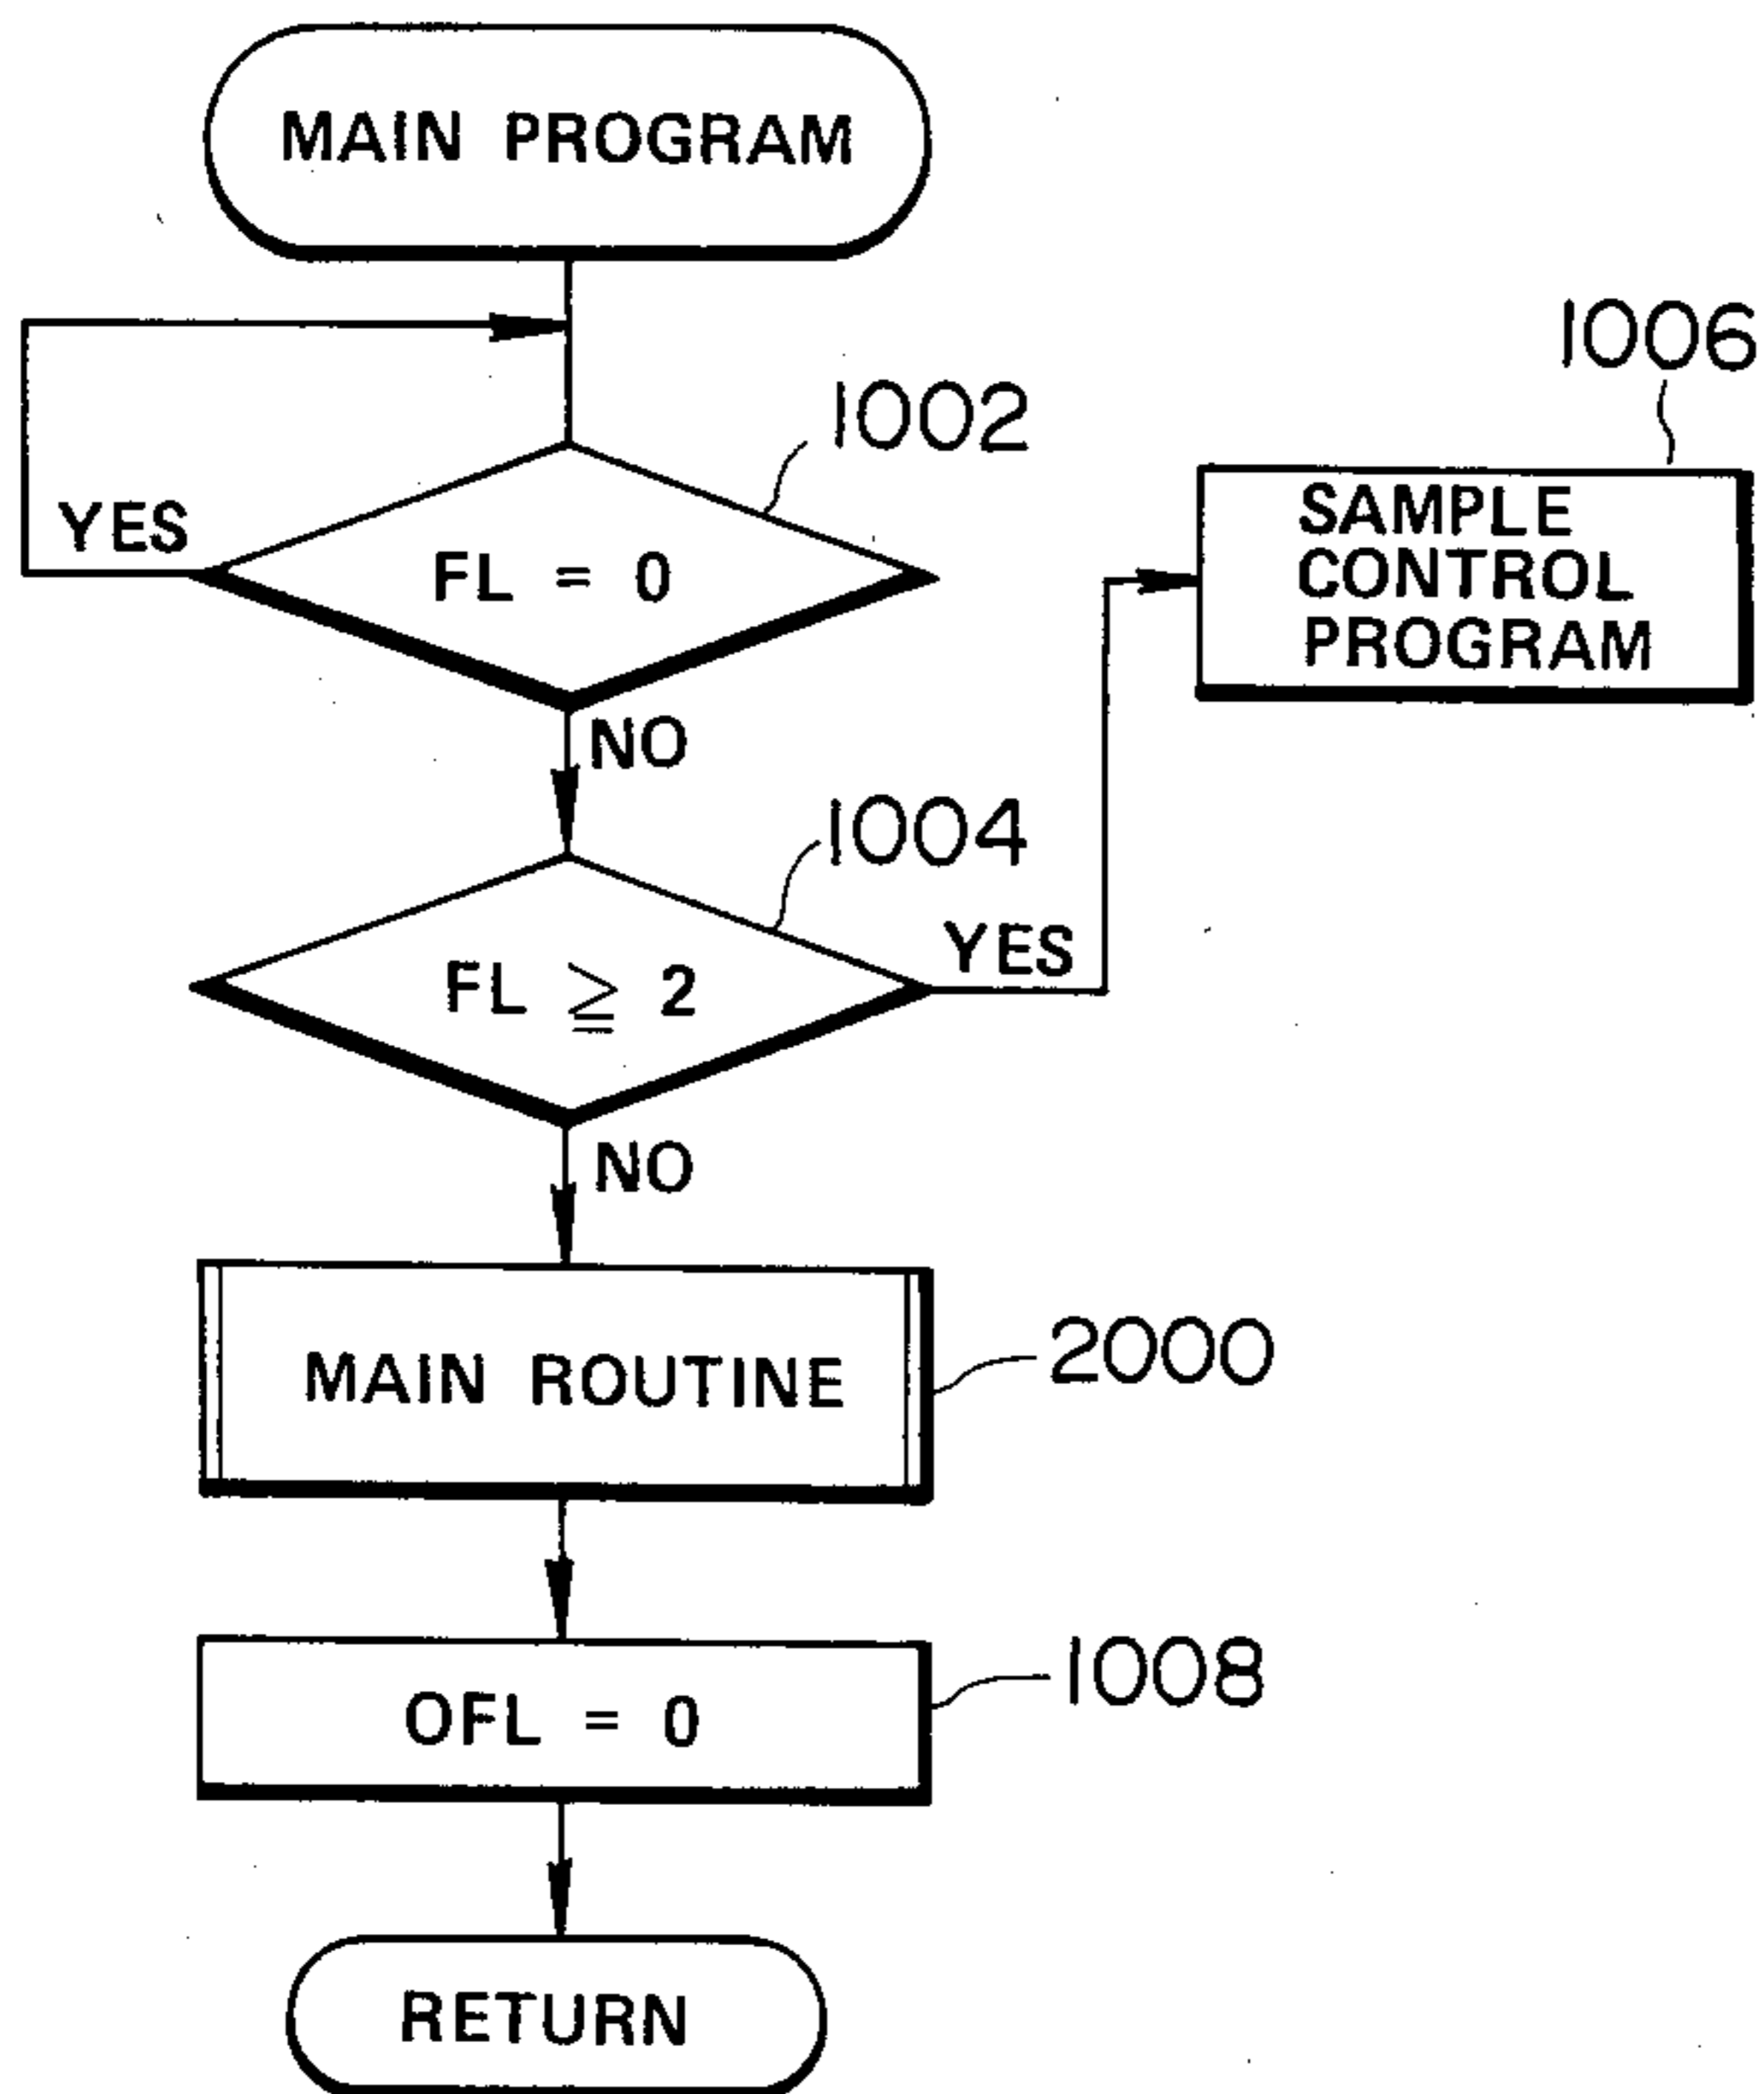 MAIN PROGRAM
1002
1006
YES
FL = 0
SAMPLE
CONTROL
PROGRAM
NO
1004
YES
FL ≧ 2
NO
MAIN ROUTINE
2000
OFL = 0
1008
RETURN